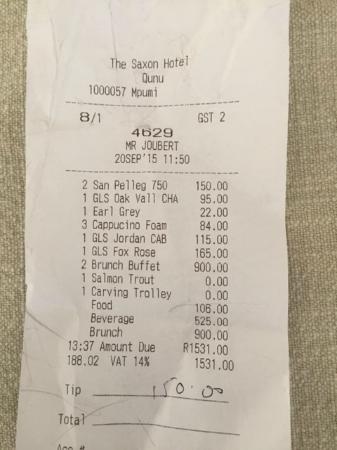 The Saxon Hotel
Qunu
1000057 Mpumi
8/1 GST 2
4629
MR JOUBERT
20SEP'15 11:50
2 San Pelleg 750 150.00
1 GLS Oak Vall CHA 95.00
1 Earl Grey 22.00
3 Cappucino Foam 84.00
1 GLS Jordan CAB 115.00
1 GLS Fox Rose 165.00
2 Brunch Buffet 900.00
1 Salmon Trout 0.00
1 Carving Trolley 0.00
Food 106.00
Beverage 525.00
Brunch 900.00
13:37 Amount Due R1531.00
188.02 VAT 14% 1531.00
Tip 150.00
Total